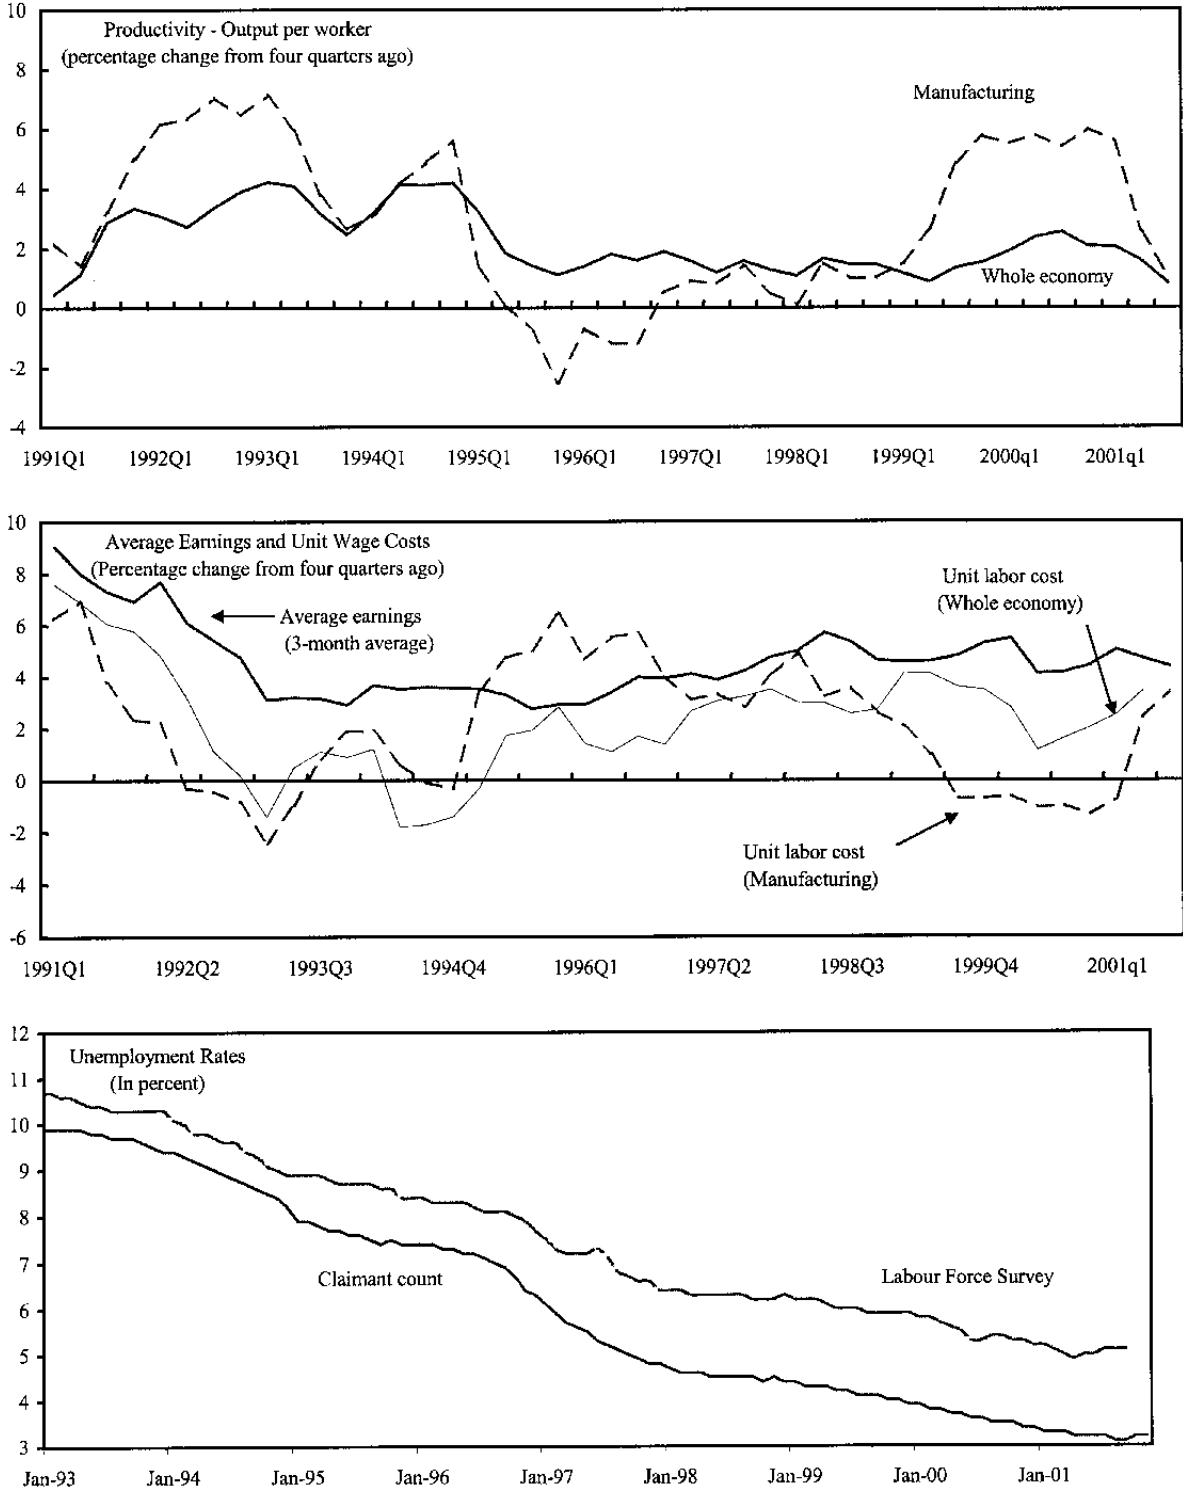 10
Productivity - Output per worker
(percentage change from four quarters ago)
8
Manufacturing
6
4
2
Whole economy
0
-2
-4
1991Q1 1992Q1 1993Q1 1994Q1 1995Q1 1996Q1 1997Q1 1998Q1 1999Q1 2000q1 2001q1
10
Average Earnings and Unit Wage Costs
(Percentage change from four quarters ago)
8
Unit labor cost
(Whole economy)
Average earnings
(3-month average)
6
4
2
0
-2
Unit labor cost
(Manufacturing)
-4
-6
1991Q1 1992Q2 1993Q3 1994Q4 1996Q1 1997Q2 1998Q3 1999Q4 2001q1
12
Unemployment Rates
(In percent)
11
10
9
8
7
Claimant count
Labour Force Survey
6
5
4
3
Jan-93 Jan-94 Jan-95 Jan-96 Jan-97 Jan-98 Jan-99 Jan-00 Jan-01